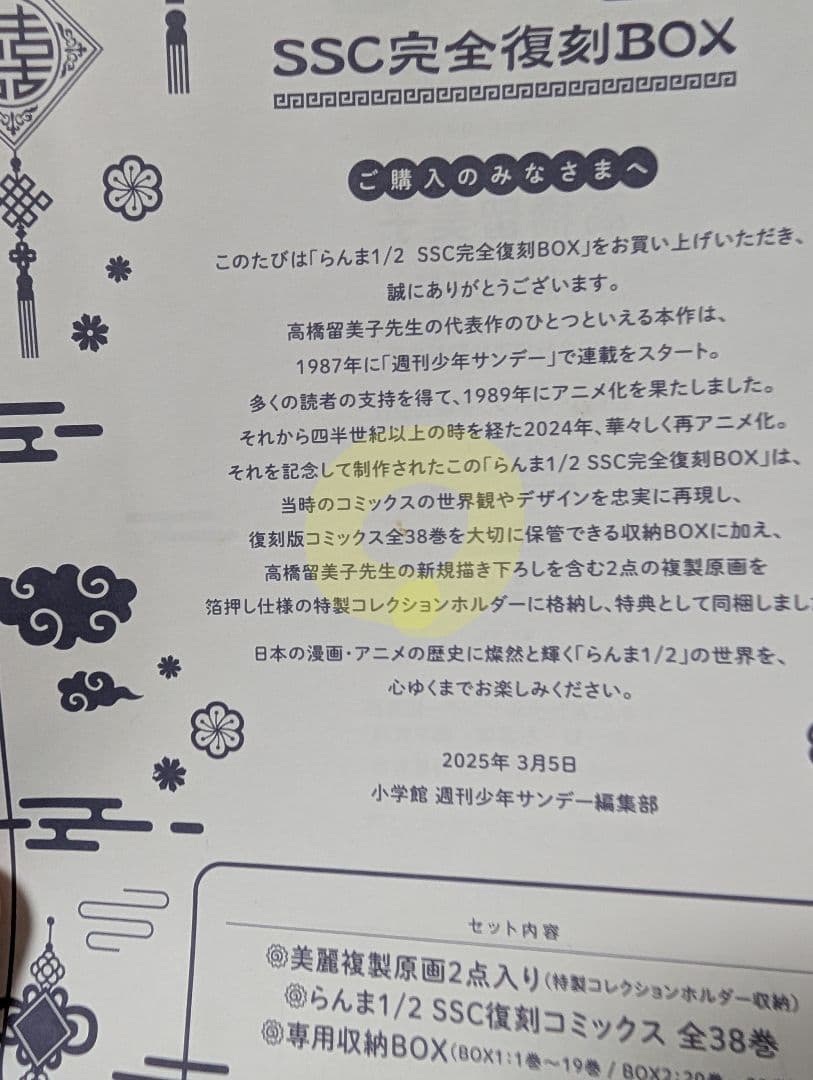 SSC完全復刻BOX
ご購入のみなさまへ
このたびは「らんま1/2 SSC完全復刻BOX」をお買い上げいただき、
誠にありがとうございます。
高橋留美子先生の代表作のひとつといえる本作は、
1987年に「週刊少年サンデー」で連載をスタート。
多くの読者の支持を得て、1989年にアニメ化を果たしました。
それから四半世紀以上の時を経た2024年、華々しく再アニメ化。
それを記念して制作されたこの「らんま1/2 SSC完全復刻BOX」は、
当時のコミックスの世界観やデザインを忠実に再現し、
復刻版コミックス全38巻を大切に保管できる収納BOXに加え、
高橋留美子先生の新規描き下ろしを含む2点の複製原画を
箔押し仕様の特製コレクションホルダーに格納し、特典として同梱しまし
日本の漫画・アニメの歴史に燦然と輝く「らんま1/2」の世界を、
心ゆくまでお楽しみください。
2025年 3月5日
小学館 週刊少年サンデー編集部
セット内容
美麗複製原画2点入り(特製コレクションホルダー収納)
らんま1/2 SSC復刻コミックス 全38巻
専用収納BOX(BOX1:1巻〜19巻 / BOX2:20巻